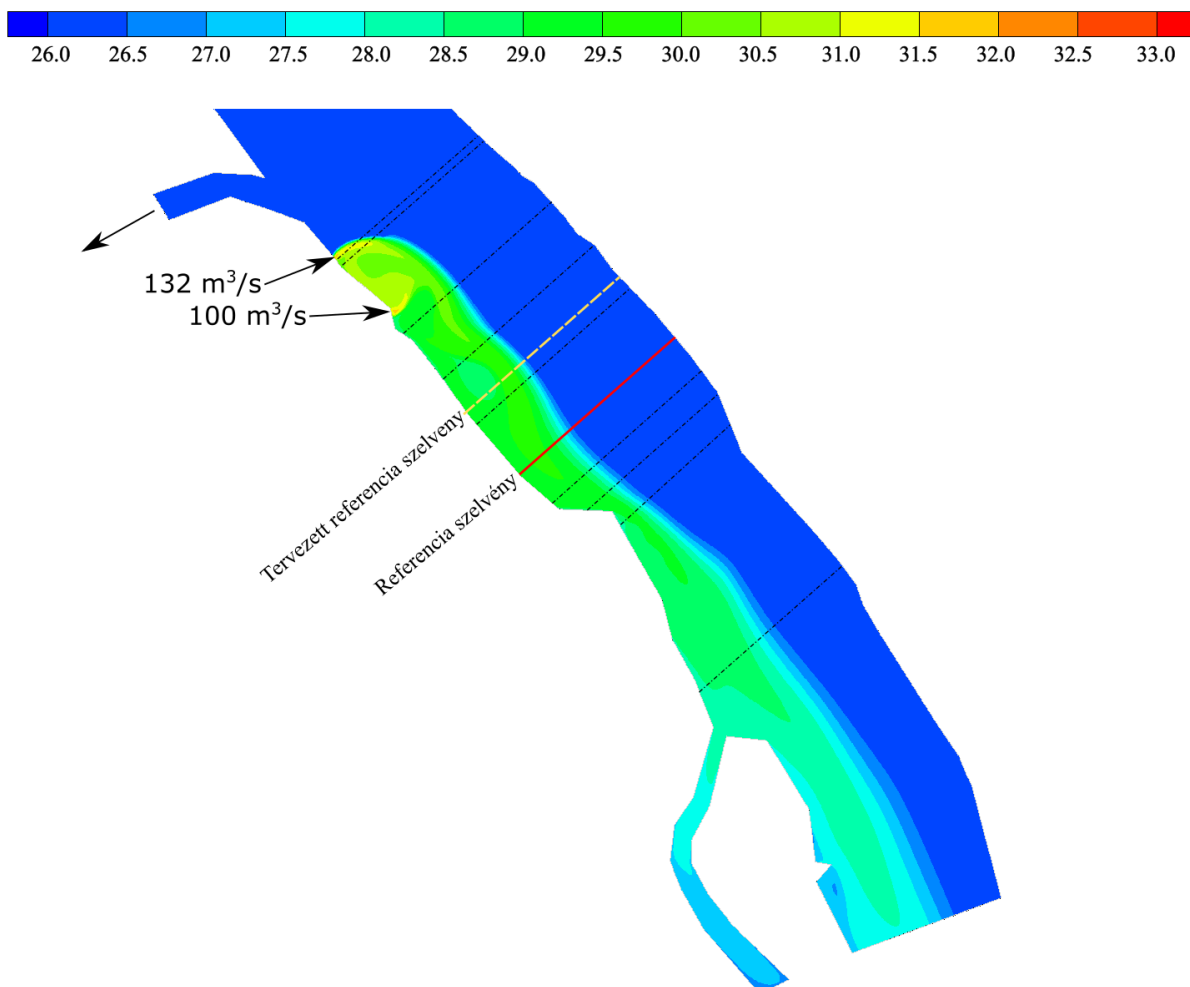 26.0 26.5 27.0 27.5 28.0 28.5 29.0 29.5 30.0 30.5 31.0 31.5 32.0 32.5 33.0
132 m³/s
100 m³/s
Tervezett referencia szelveny
Referencia szelvény